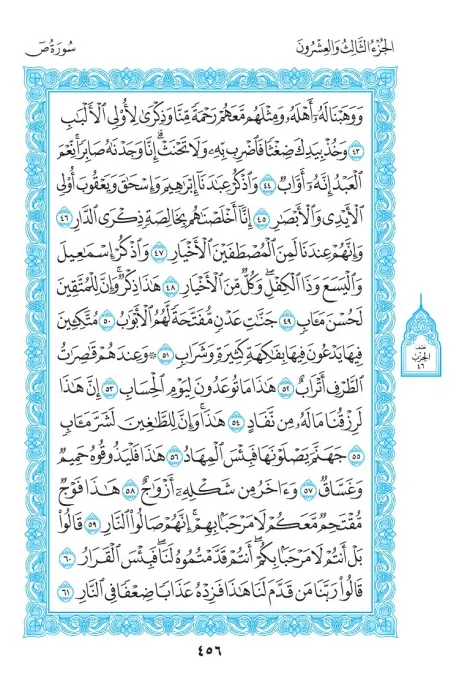 الجُزْءُ الثَّالِثُ وَالعِشْرُونَ
سُورَةُ صٓ
وَوَهَبْنَا لَهُۥٓ أَهْلَهُۥ وَمِثْلَهُم مَّعَهُمْ رَحْمَةً مِّنَّا وَذِكْرَىٰ لِأُو۟لِى ٱلْأَلْبَٰبِ
٤٣ وَخُذْ بِيَدِكَ ضِغْثًا فَٱضْرِب بِّهِۦ وَلَا تَحْنَثْ ۗ إِنَّا وَجَدْنَٰهُ صَابِرًا ۚ نِّعْمَ
ٱلْعَبْدُ ۖ إِنَّهُۥٓ أَوَّابٌ ٤٤ وَٱذْكُرْ عِبَٰدَنَآ إِبْرَٰهِيمَ وَإِسْحَٰقَ وَيَعْقُوبَ أُو۟لِى
ٱلْأَيْدِى وَٱلْأَبْصَٰرِ ٤٥ إِنَّآ أَخْلَصْنَٰهُم بِخَالِصَةٍ ذِكْرَى ٱلدَّارِ ٤٦
وَإِنَّهُمْ عِندَنَا لَمِنَ ٱلْمُصْطَفَيْنَ ٱلْأَخْيَارِ ٤٧ وَٱذْكُرْ إِسْمَٰعِيلَ
وَٱلْيَسَعَ وَذَا ٱلْكِفْلِ ۖ وَكُلٌّ مِّنَ ٱلْأَخْيَارِ ٤٨ هَٰذَا ذِكْرٌ ۚ وَإِنَّ لِلْمُتَّقِينَ
لَحُسْنَ مَـَٔابٍ ٤٩ جَنَّٰتِ عَدْنٍ مُّفَتَّحَةً لَّهُمُ ٱلْأَبْوَٰبُ ٥٠ مُتَّكِـِٔينَ
فِيهَا يَدْعُونَ فِيهَا بِفَٰكِهَةٍ كَثِيرَةٍ وَشَرَابٍ ٥١ ۞ وَعِندَهُمْ قَٰصِرَٰتُ
ٱلطَّرْفِ أَتْرَابٌ ٥٢ هَٰذَا مَا تُوعَدُونَ لِيَوْمِ ٱلْحِسَابِ ٥٣ إِنَّ هَٰذَا
لَرِزْقُنَا مَا لَهُۥ مِن نَّفَادٍ ٥٤ هَٰذَا ۚ وَإِنَّ لِلطَّٰغِينَ لَشَرَّ مَـَٔابٍ
٥٥ جَهَنَّمَ يَصْلَوْنَهَا فَبِئْسَ ٱلْمِهَادُ ٥٦ هَٰذَا فَلْيَذُوقُوهُ حَمِيمٌ
وَغَسَّاقٌ ٥٧ وَءَاخَرُ مِن شَكْلِهِۦٓ أَزْوَٰجٌ ٥٨ هَٰذَا فَوْجٌ
مُّقْتَحِمٌ مَّعَكُمْ ۖ لَا مَرْحَبًۢا بِهِمْ ۚ إِنَّهُمْ صَالُوا۟ ٱلنَّارِ ٥٩ قَالُوا۟
بَلْ أَنتُمْ لَا مَرْحَبًۢا بِكُمْ ۖ أَنتُمْ قَدَّمْتُمُوهُ لَنَا ۖ فَبِئْسَ ٱلْقَرَارُ ٦٠
قَالُوا۟ رَبَّنَا مَن قَدَّمَ لَنَا هَٰذَا فَزِدْهُ عَذَابًا ضِعْفًا فِى ٱلنَّارِ ٦١
الحزب
٤٦
٤٥٦